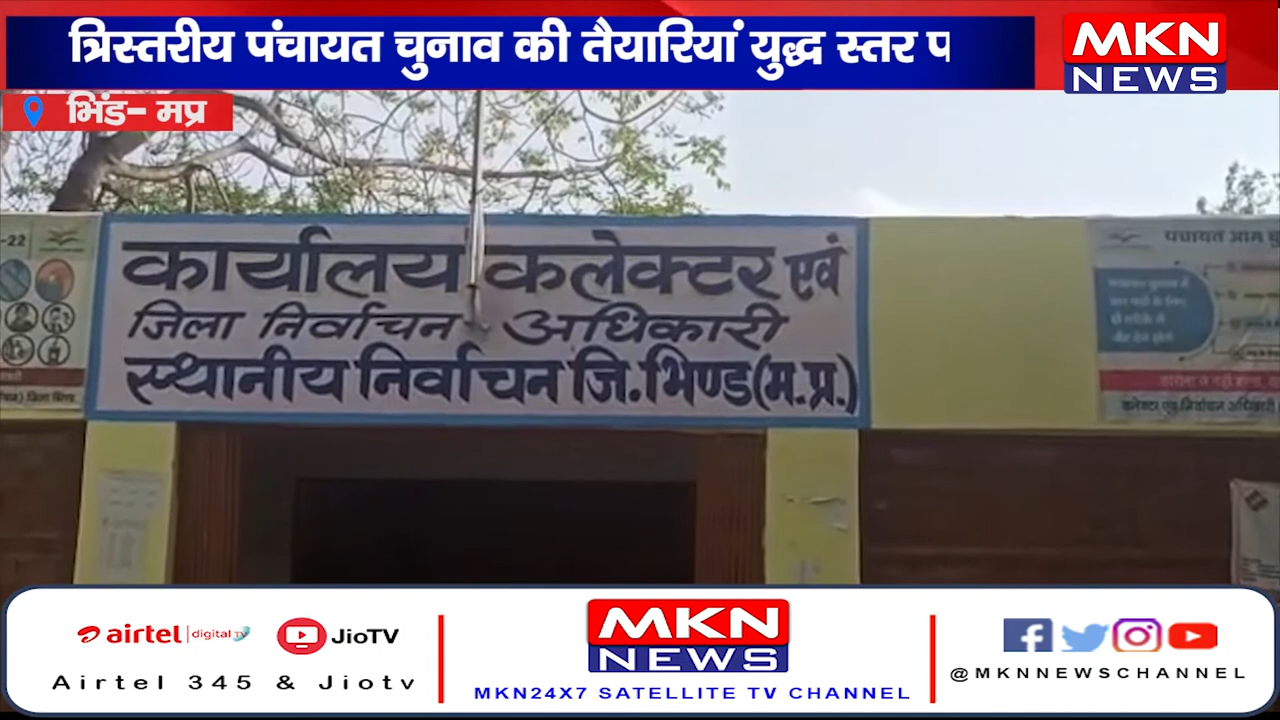 त्रिस्तरीय पंचायत चुनाव की तैयारियां युद्ध स्तर प
MKN
NEWS
भिंड- मप्र
-22
कार्यालय कलेक्टर एवं
जिला निर्वाचन अधिकारी
स्थानीय निर्वाचन जि. भिण्ड (म.प्र.)
पंचायत आम चु
airtel digital TV
JioTV
Airtel 345 & Jiotv
MKN
NEWS
MKN24X7 SATELLITE TV CHANNEL
@MKNNEWSCHANNEL